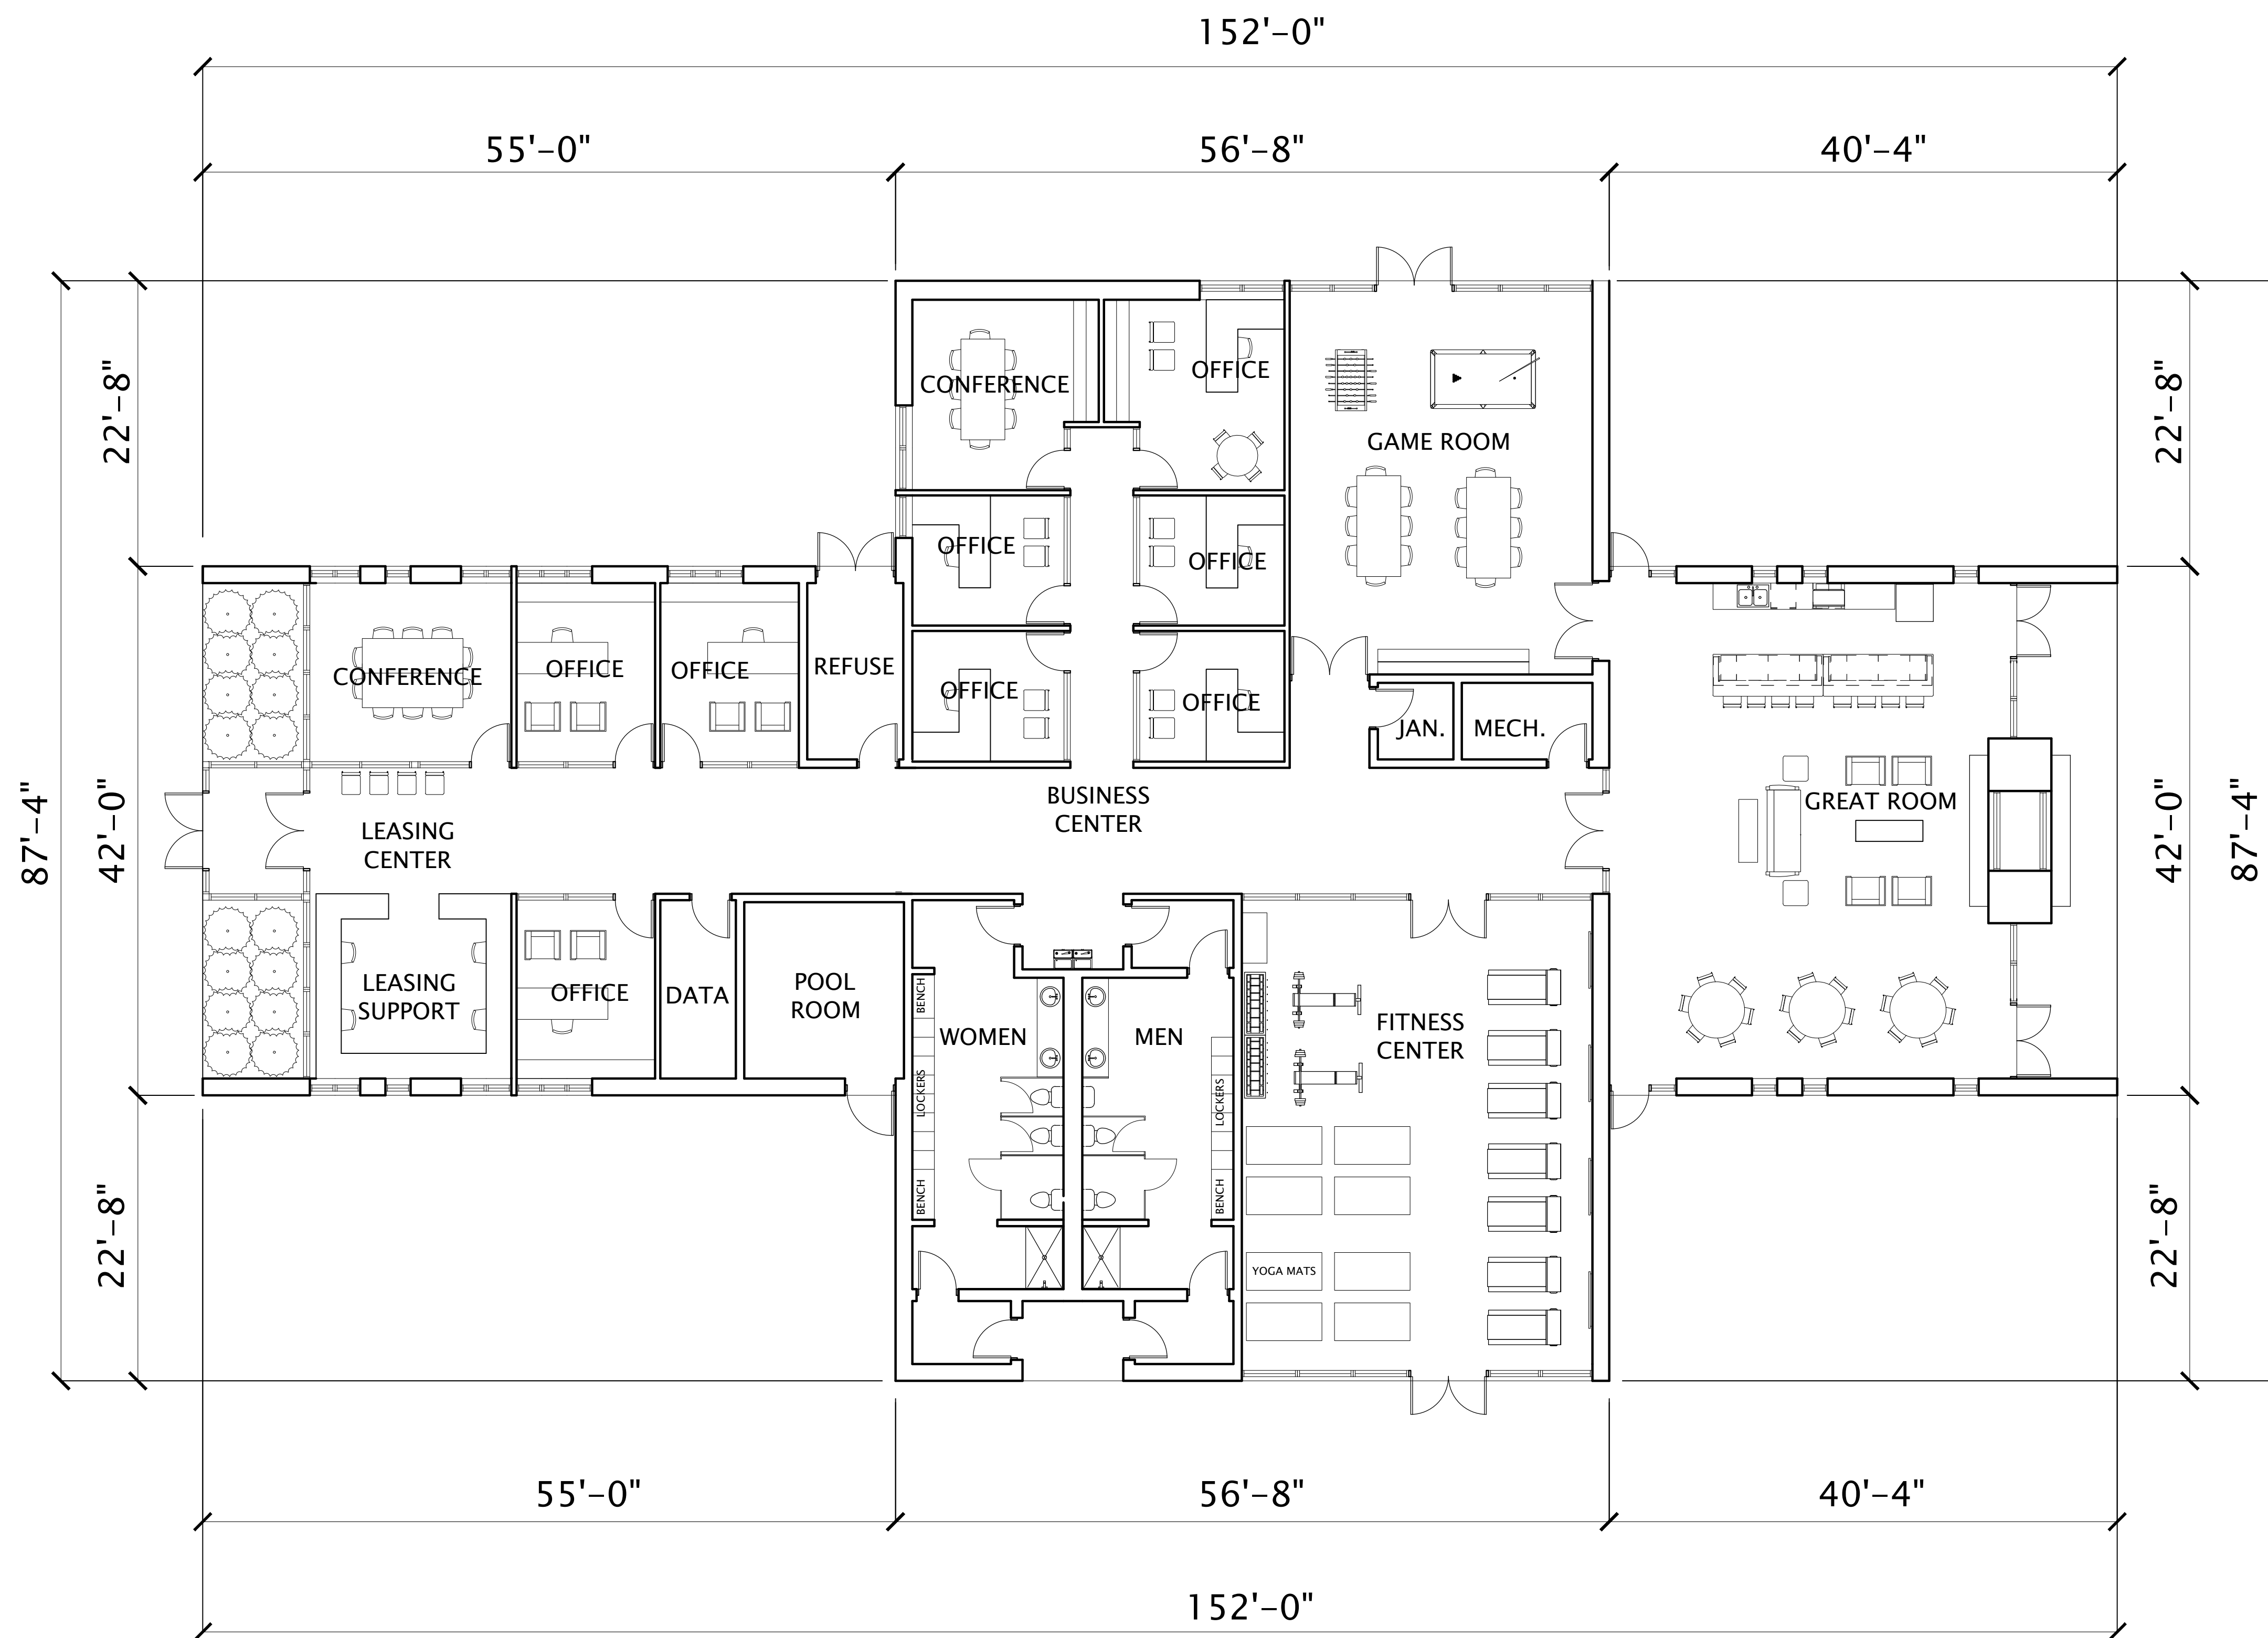 152'-0"
55'-0"
56'-8"
40'-4"
22'-8"
22'-8"
CONFERENCE
OFFICE
GAME ROOM
OFFICE
OFFICE
CONFERENCE
OFFICE
OFFICE
REFUSE
OFFICE
OFFICE
JAN.
MECH.
BUSINESS
CENTER
GREAT ROOM
LEASING
CENTER
87'-4"
42'-0"
42'-0"
87'-4"
LEASING
SUPPORT
OFFICE
DATA
POOL
ROOM
BENCH
WOMEN
MEN
FITNESS
CENTER
LOCKERS
LOCKERS
BENCH
BENCH
YOGA MATS
22'-8"
22'-8"
55'-0"
56'-8"
40'-4"
152'-0"